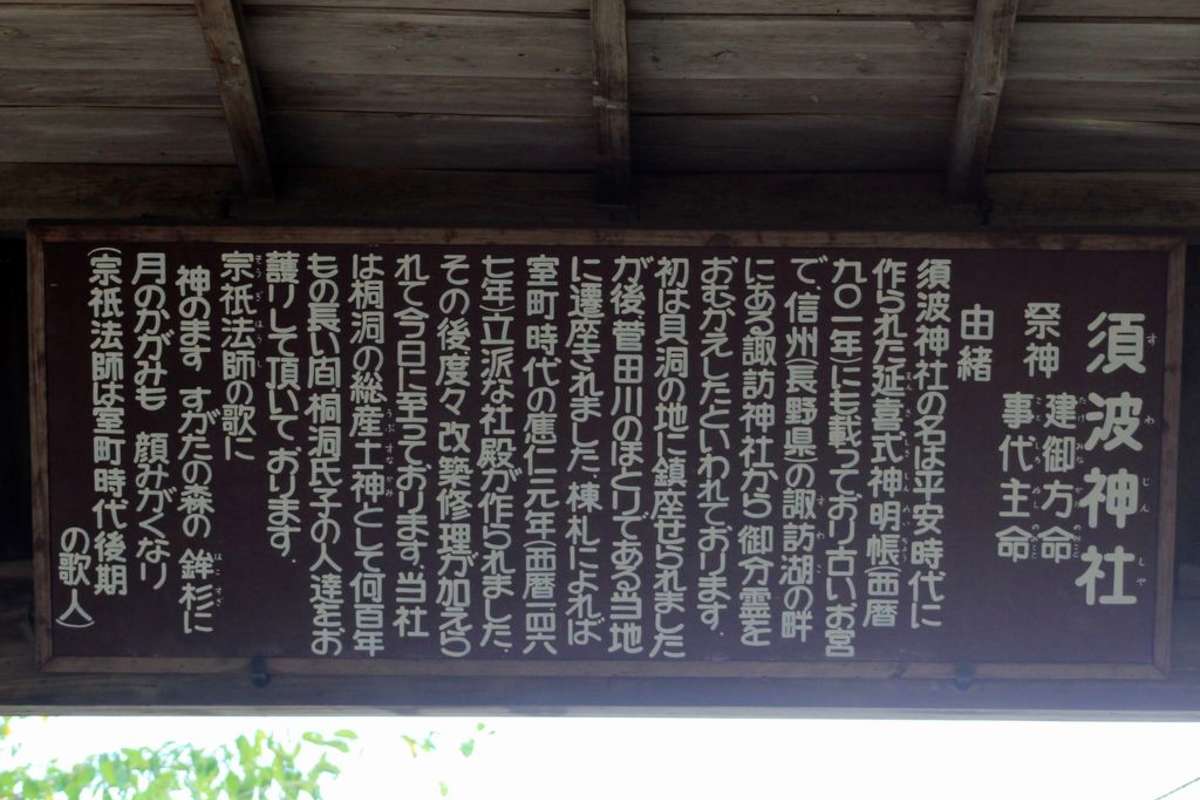 須波神社
祭神 建御方命
事代主命
由緒
須波神社の名は平安時代に
作られた延喜式神明帳(西暦
九〇一年)にも載っており古いお宮
で、信州(長野県)の諏訪湖の畔
にある諏訪神社から御分霊を
おむかえしたといわれております。
初は貝洞の地に鎮座せられました
が後、菅田川のほとりである当地
に遷座されました、棟札によれば
室町時代の應仁元年(西暦一四六
七年)立派な社殿が作られました、
その後、度々改築修理が加えら
れて今日に至っております、当社
は桐洞の総産土神として何百年
もの長い間、桐洞氏子の人達をお
護りして頂いております。
宗祇法師の歌に
神のます すがたの森の 鉾杉に
月のかがみも 顔みがくなり
(宗祇法師は室町時代後期
の歌人)